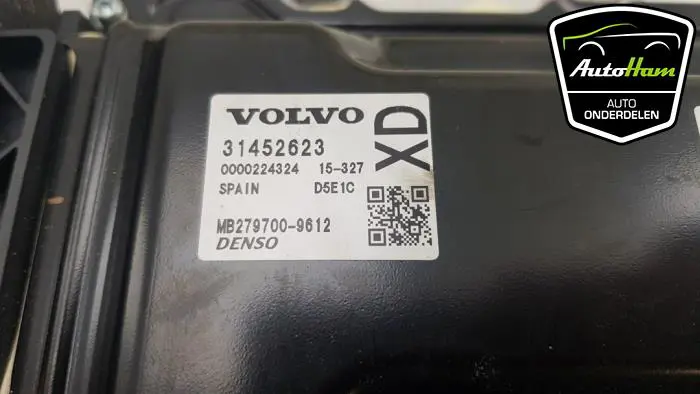 VOLVO
31452623
0000224324 15-327
SPAIN D5E1C
MB279700-9612
DENSO
XD
AutoHam
AUTO
ONDERDELEN